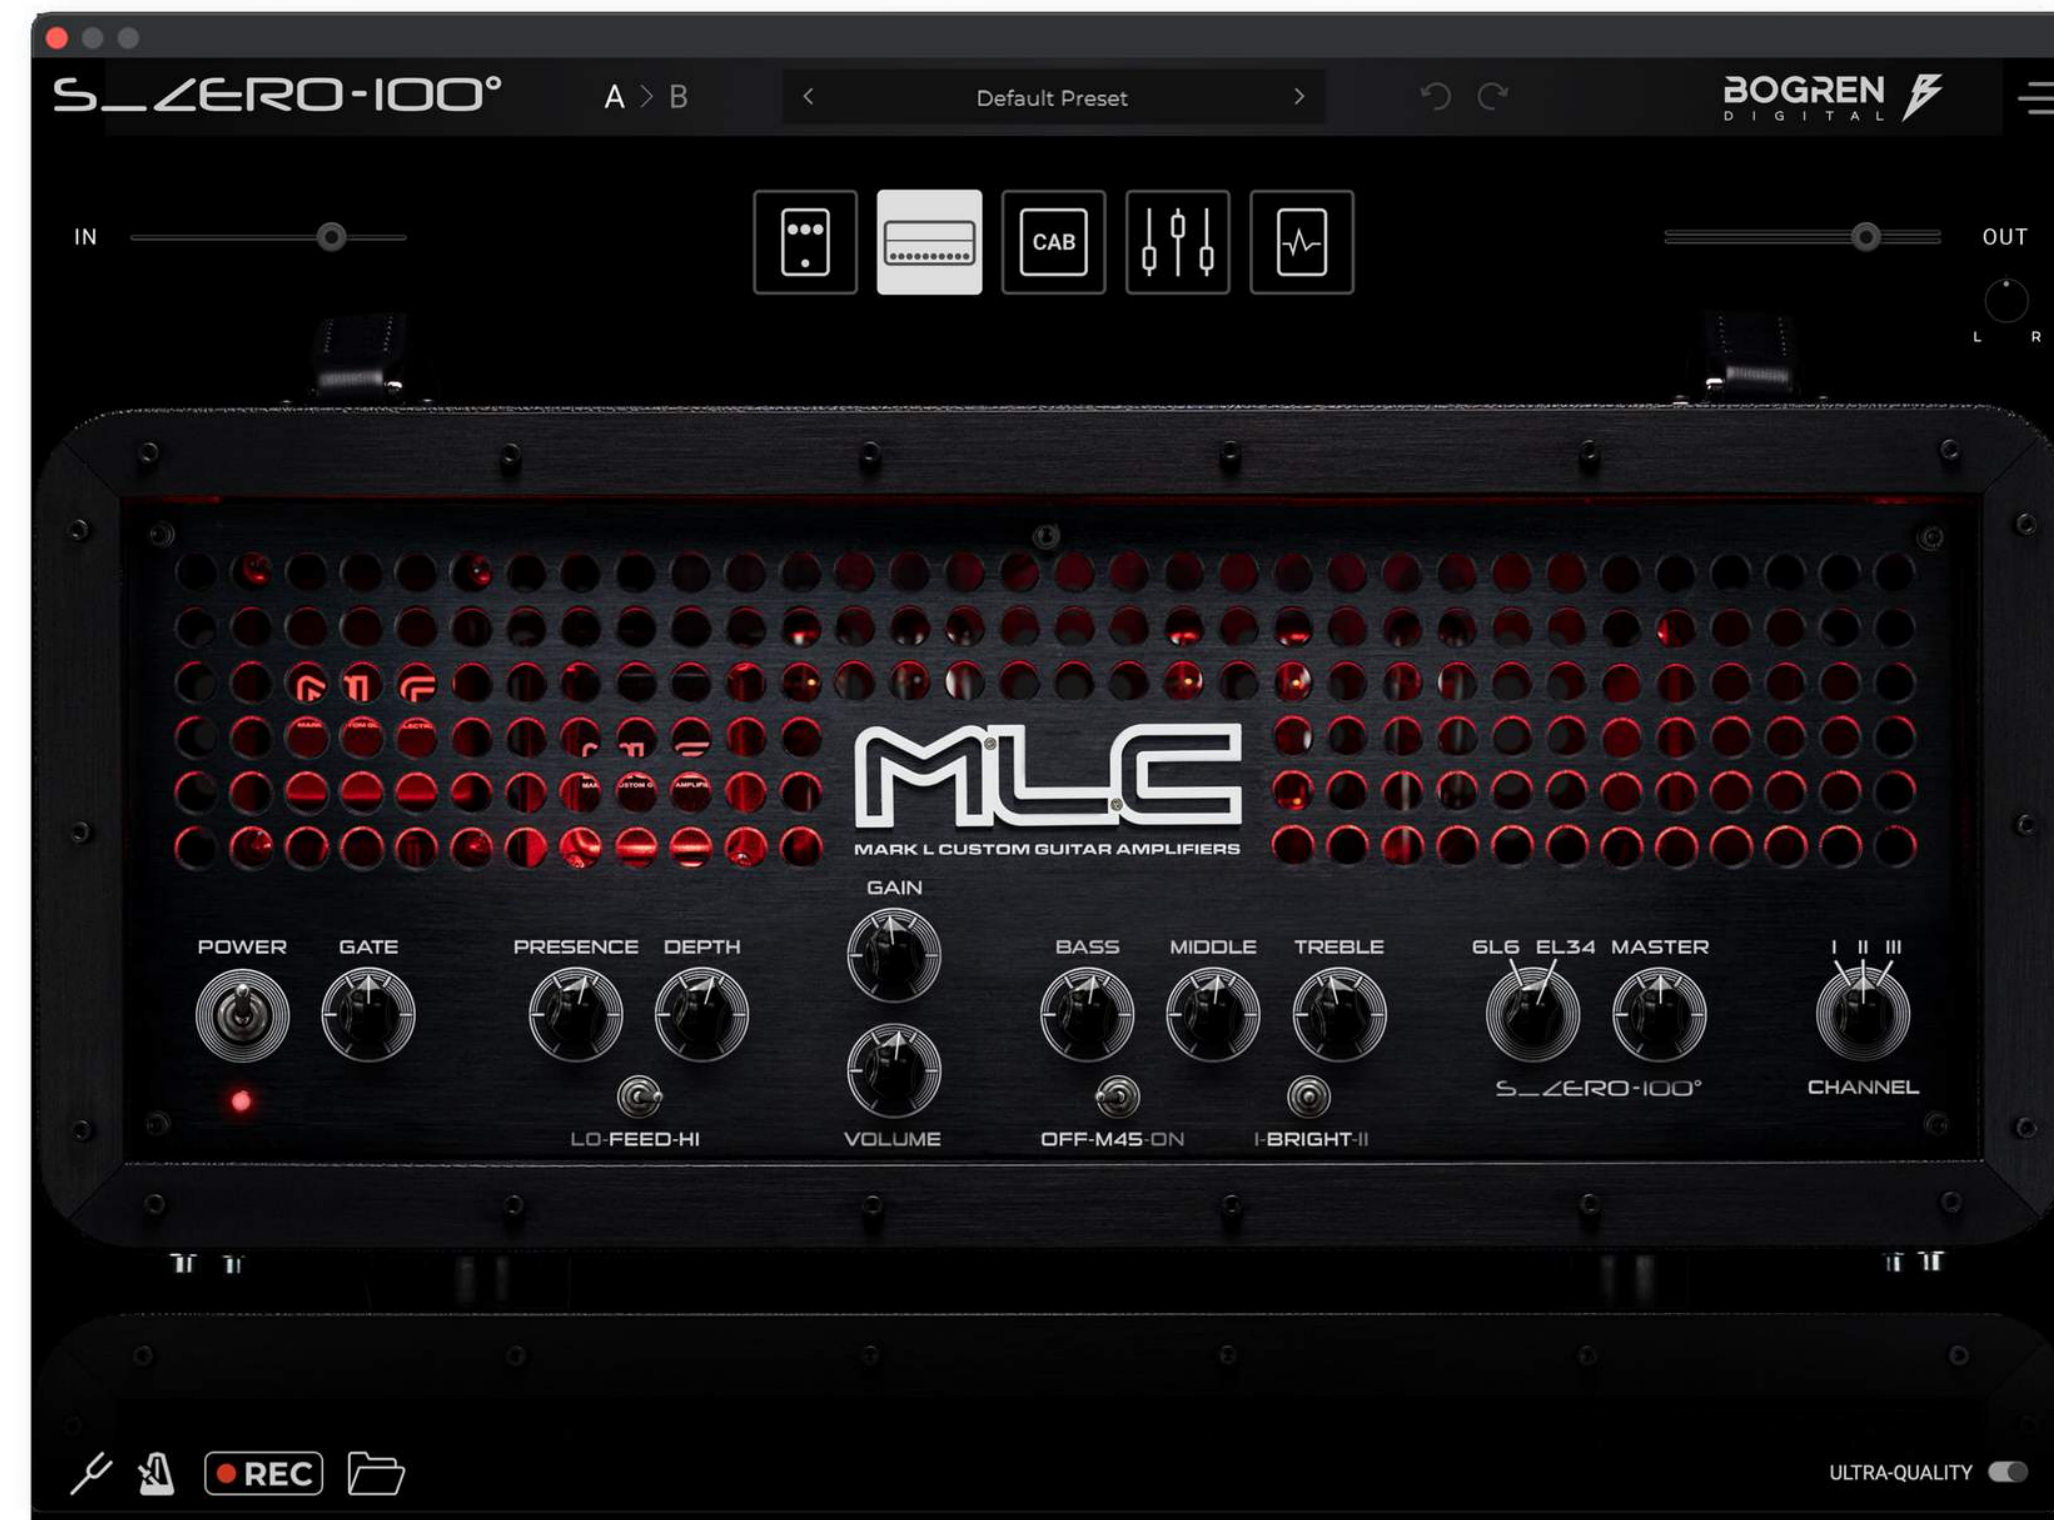 S_ZERO-100°
A > B
Default Preset
BOGREN
DIGITAL
IN
CAB
OUT
L R
MLC
MARK L CUSTOM GUITAR AMPLIFIERS
GAIN
POWER GATE PRESENCE DEPTH BASS MIDDLE TREBLE 6L6 EL34 MASTER I II III
S_ZERO-100° CHANNEL
LO-FEED-HI VOLUME OFF-M45-ON I-BRIGHT-II
REC
ULTRA-QUALITY